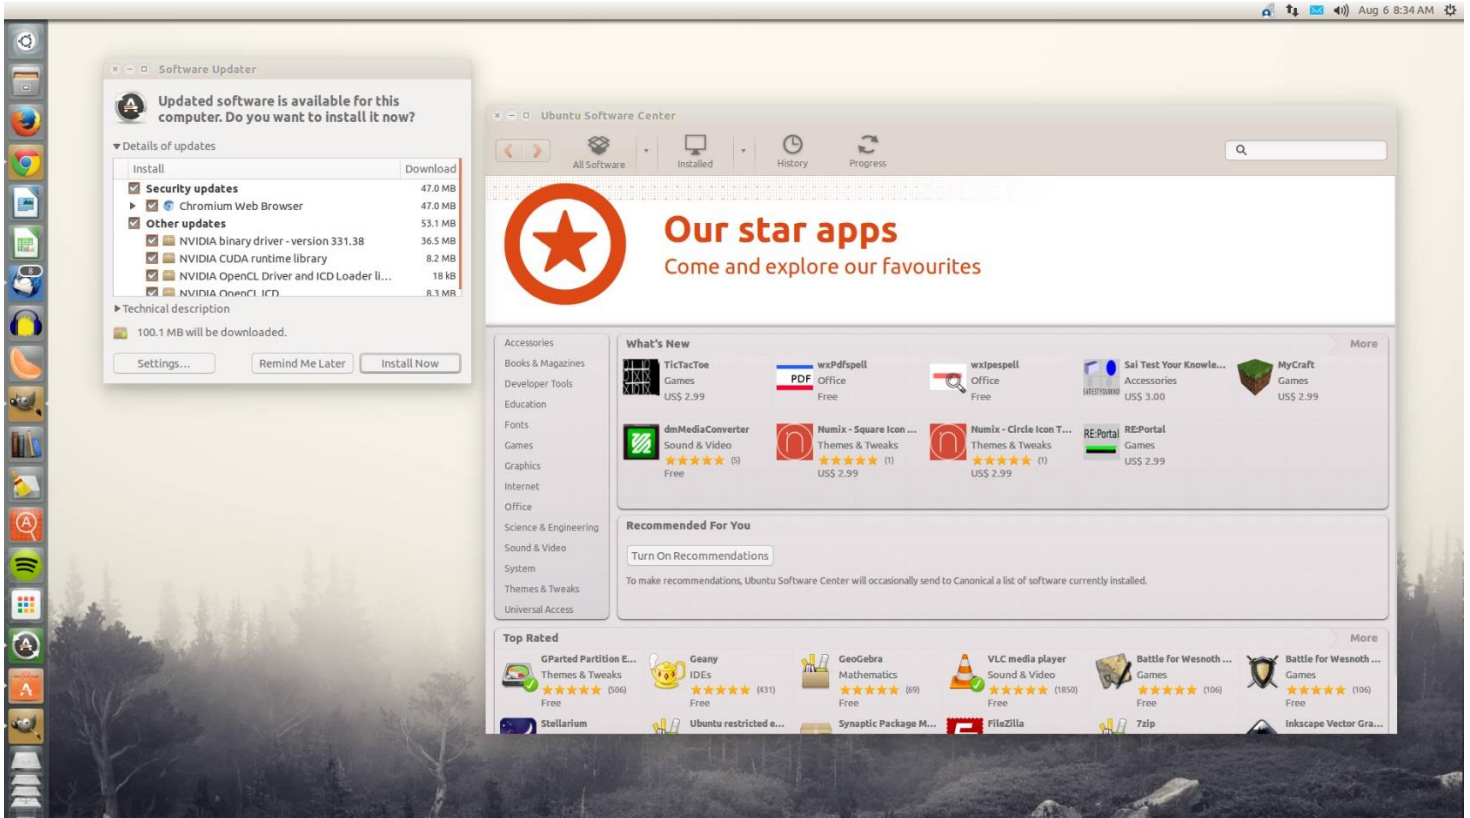 Aug 6 8:34 AM
Software Updater
Updated software is available for this
computer. Do you want to install it now?
Details of updates
Install Download
Security updates 47.0 MB
Chromium Web Browser 47.0 MB
Other updates 53.1 MB
NVIDIA binary driver - version 331.38 36.5 MB
NVIDIA CUDA runtime library 8.2 MB
NVIDIA OpenCL Driver and ICD Loader li... 18 kB
NVIDIA OpenCL ICD 8.3 MB
Technical description
100.1 MB will be downloaded.
Settings... Remind Me Later Install Now
8
Ubuntu Software Center
All Software Installed History Progress
Our star apps
Come and explore our favourites
Accessories
Books & Magazines
Developer Tools
Education
Fonts
Games
Graphics
Internet
Office
Science & Engineering
Sound & Video
System
Themes & Tweaks
Universal Access
What's New More
TicTacToe
Games
US$ 2.99
PDF
wxPdfspell
Office
Free
wxIpespell
Office
Free
Sai Test Your Knowle...
Accessories
US$ 3.00
MyCraft
Games
US$ 2.99
dmMediaConverter
Sound & Video
(5)
Free
Numix - Square Icon ...
Themes & Tweaks
(1)
US$ 2.99
Numix - Circle Icon T...
Themes & Tweaks
(1)
US$ 2.99
RE:Portal
RE:Portal
Games
US$ 2.99
Recommended For You
Turn On Recommendations
To make recommendations, Ubuntu Software Center will occasionally send to Canonical a list of software currently installed.
Top Rated More
GParted Partition E...
Themes & Tweaks
(506)
Free
Geany
IDEs
(431)
Free
GeoGebra
Mathematics
(69)
Free
VLC media player
Sound & Video
(1850)
Free
Battle for Wesnoth ...
Games
(106)
Free
Battle for Wesnoth ...
Games
(106)
Free
Stellarium
Ubuntu restricted e...
Synaptic Package M...
FileZilla
7zip
Inkscape Vector Gra...